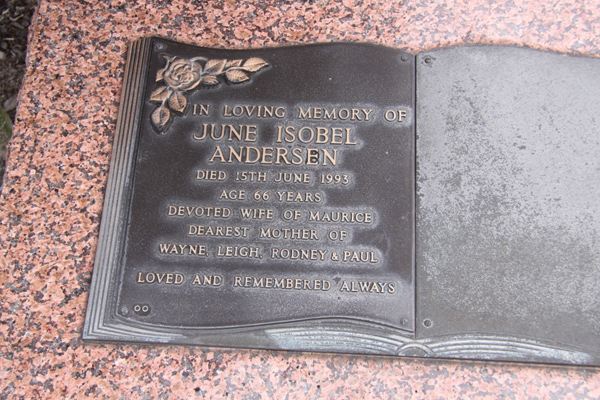 IN LOVING MEMORY OF
JUNE ISOBEL
ANDERSEN
DIED 15TH JUNE 1993
AGE 66 YEARS
DEVOTED WIFE OF MAURICE
DEAREST MOTHER OF
WAYNE, LEIGH, RODNEY & PAUL
LOVED AND REMEMBERED ALWAYS